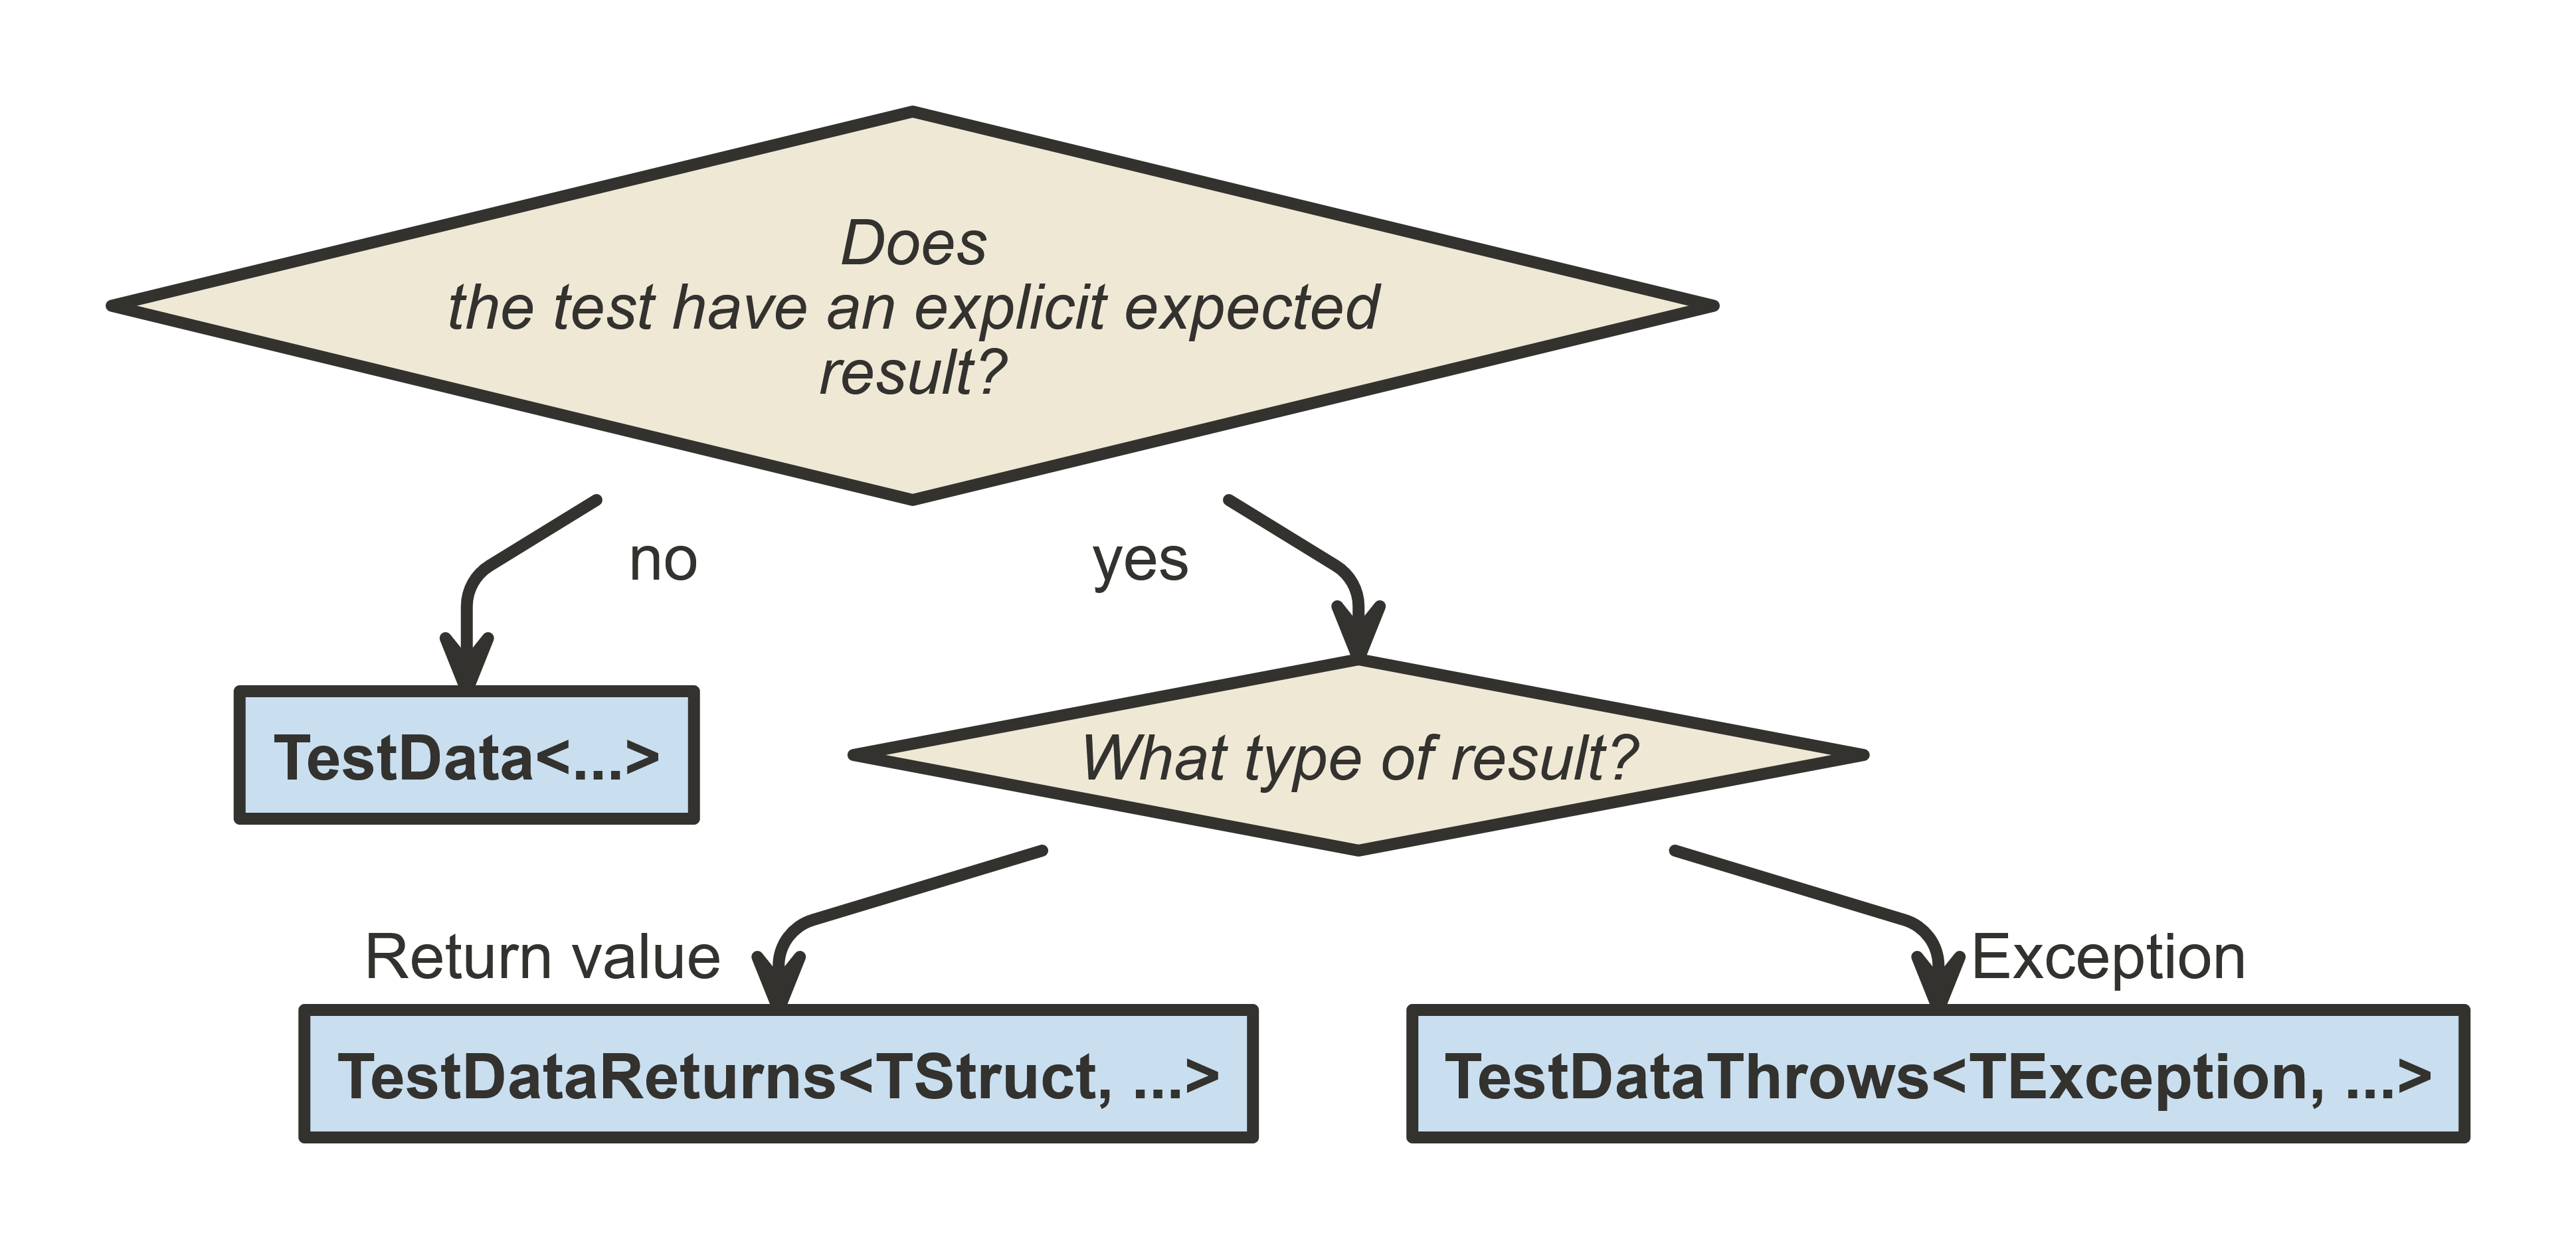 Does
the test have an explicit expected
result?
no
yes
TestData<...>
What type of result?
Return value
Exception
TestDataReturns<TStruct, ...>
TestDataThrows<TException, ...>